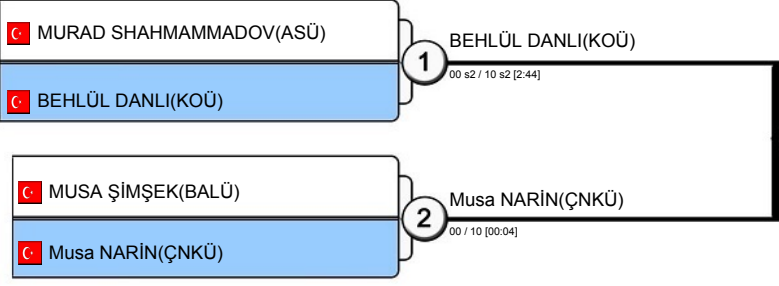 MURAD SHAHMAMMADOV(ASÜ)
BEHLÜL DANLI(KOÜ)
1
BEHLÜL DANLI(KOÜ)
00 s2 / 10 s2 [2:44]
MUSA ŞİMŞEK(BALÜ)
Musa NARİN(ÇNKÜ)
2
Musa NARİN(ÇNKÜ)
00 / 10 [00:04]